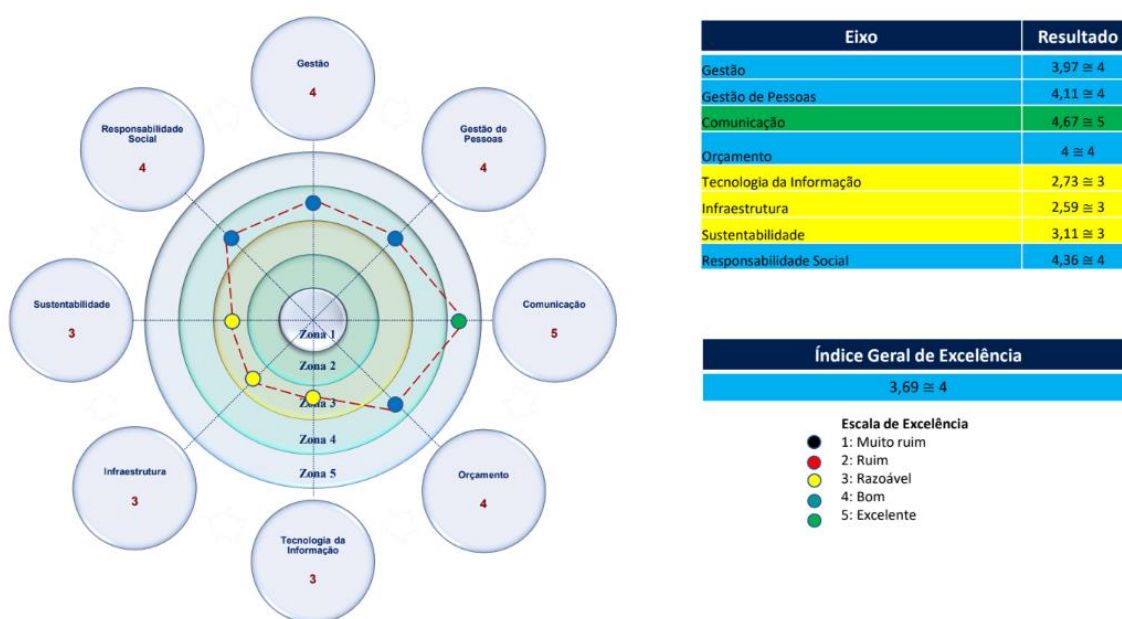 Gestão
4
Responsabilidade
Social
4
Gestão de
Pessoas
4
Sustentabilidade
3
Comunicação
5
Zona 1
Zona 2
Zona 3
Zona 4
Zona 5
Infraestrutura
3
Orçamento
4
Tecnologia da
Informação
3
Eixo Resultado
Gestão 3,97 ≅ 4
Gestão de Pessoas 4,11 ≅ 4
Comunicação 4,67 ≅ 5
Orçamento 4 ≅ 4
Tecnologia da Informação 2,73 ≅ 3
Infraestrutura 2,59 ≅ 3
Sustentabilidade 3,11 ≅ 3
Responsabilidade Social 4,36 ≅ 4
Índice Geral de Excelência
3,69 ≅ 4
Escala de Excelência
1: Muito ruim
2: Ruim
3: Razoável
4: Bom
5: Excelente